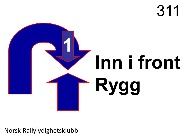 311
1
Inn i front
Rygg
Norsk Rally lydighetsklubb